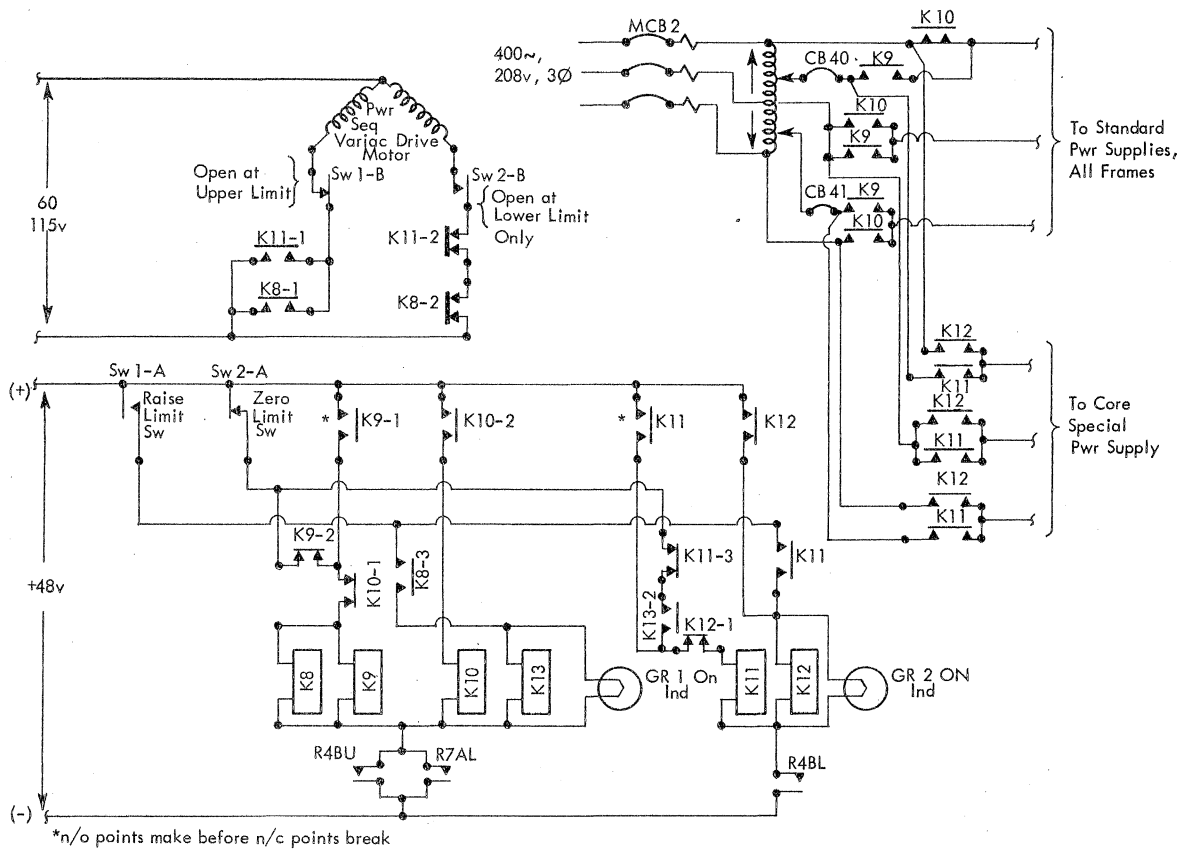 K 10
MCB 2
400~,
208v, 3Ø
CB 40
K9
K10
K9
To Standard
Pwr Supplies,
All Frames
K9
CB 41
K10
Pwr
Seq
Variac Drive
Motor
Open at
Upper Limit
Sw 1-B
Sw 2-B
Open at
Lower Limit
Only
60
115v
K11-1
K11-2
K8-1
K8-2
K12
K11
K12
K11
K12
K11
To Core
Special
Pwr Supply
(+)
Sw 1-A
Sw 2-A
Raise
Limit
Sw
Zero
Limit
Sw
*
K9-1
K10-2
*
K11
K12
+48v
K9-2
K10-1
K8-3
K11-3
K11
K13-2
K12-1
K8
K9
K10
K13
GR 1 On
Ind
K11
K12
GR 2 ON
Ind
R4BU
R7AL
R4BL
(-)
*n/o points make before n/c points break